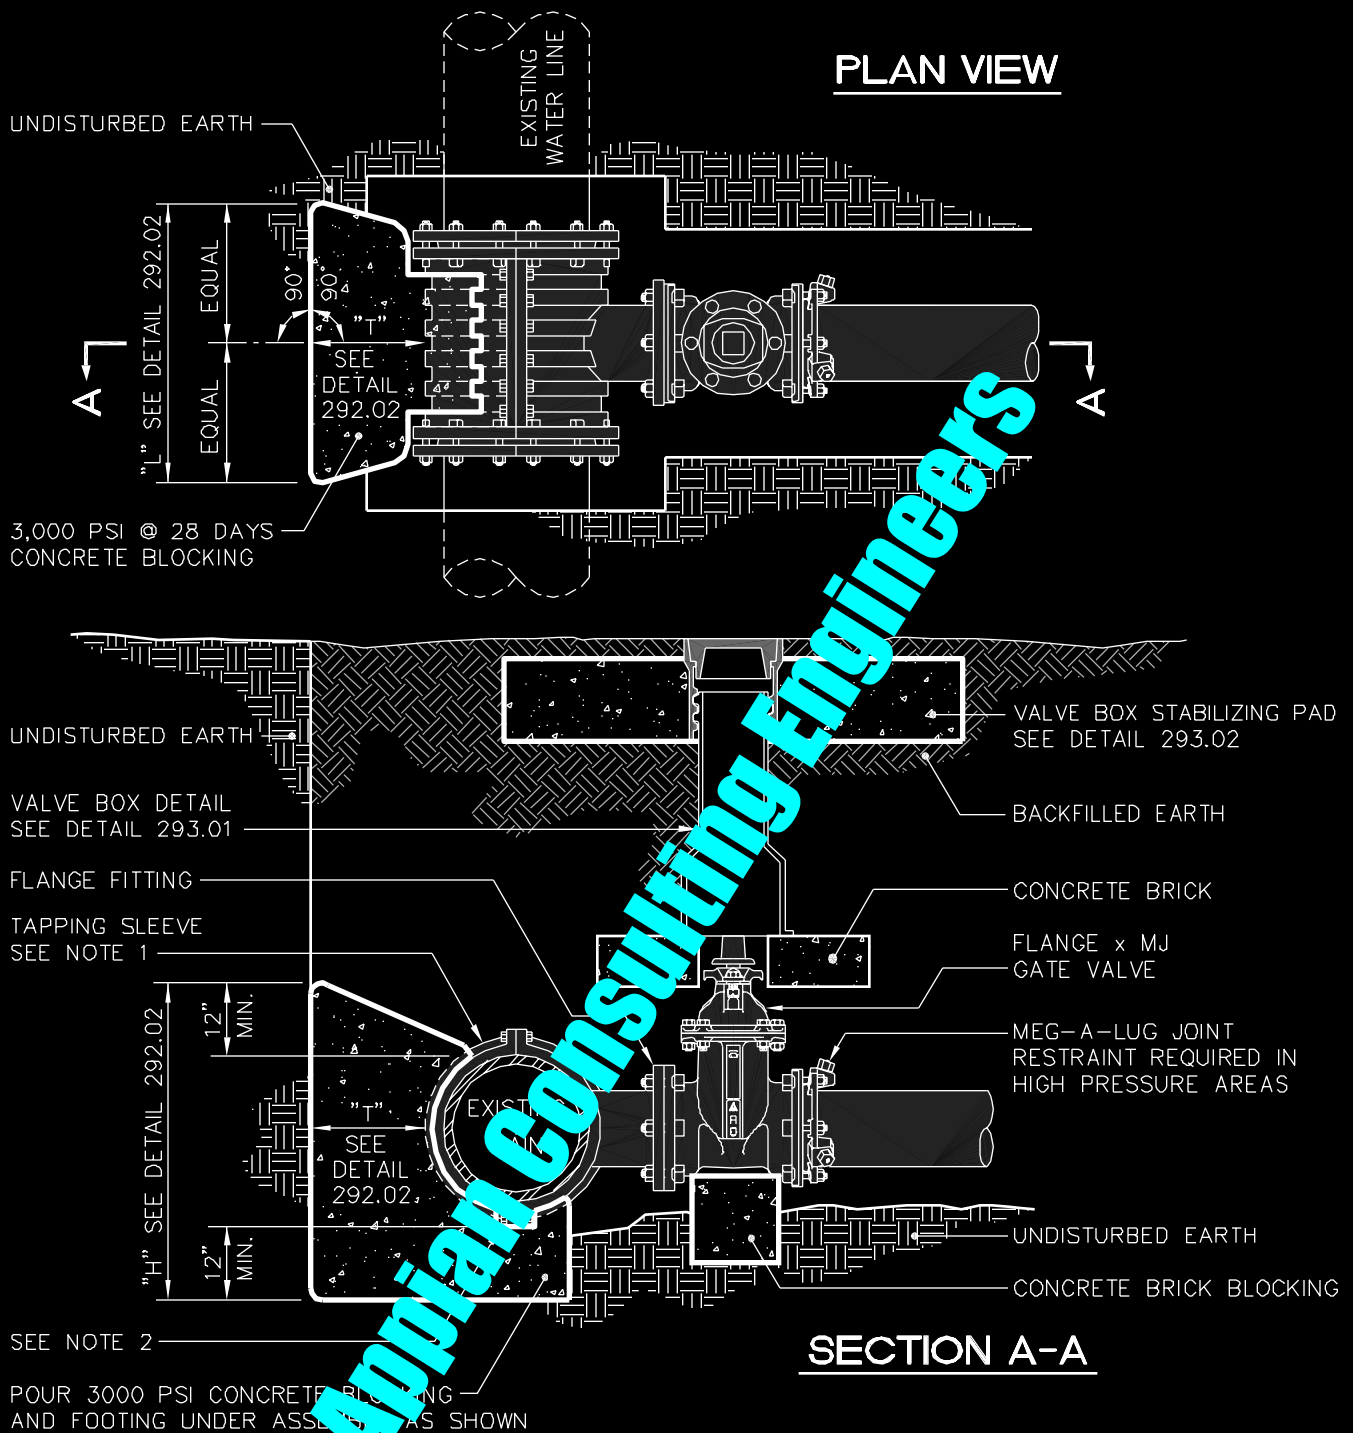 PLAN VIEW
EXISTING
WATER LINE
UNDISTURBED EARTH
"L" SEE DETAIL 292.02
EQUAL
EQUAL
90°
90°
"T"
SEE
DETAIL
292.02
A
A
3,000 PSI @ 28 DAYS
CONCRETE BLOCKING
UNDISTURBED EARTH
VALVE BOX DETAIL
SEE DETAIL 293.01
FLANGE FITTING
TAPPING SLEEVE
SEE NOTE 1
12"
MIN.
"H" SEE DETAIL 292.02
"T"
SEE
DETAIL
292.02
12"
MIN.
SEE NOTE 2
POUR 3000 PSI CONCRETE
AND FOOTING UNDER AS SHOWN
VALVE BOX STABILIZING PAD
SEE DETAIL 293.02
BACKFILLED EARTH
CONCRETE BRICK
FLANGE x MJ
GATE VALVE
MEG-A-LUG JOINT
RESTRAINT REQUIRED IN
HIGH PRESSURE AREAS
UNDISTURBED EARTH
CONCRETE BRICK BLOCKING
SECTION A-A
Appian Consulting Engineers